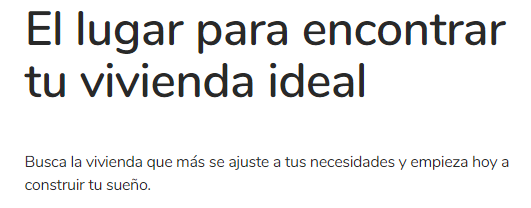 El lugar para encontrar
tu vivienda ideal
Busca la vivienda que más se ajuste a tus necesidades y empieza hoy a
construir tu sueño.